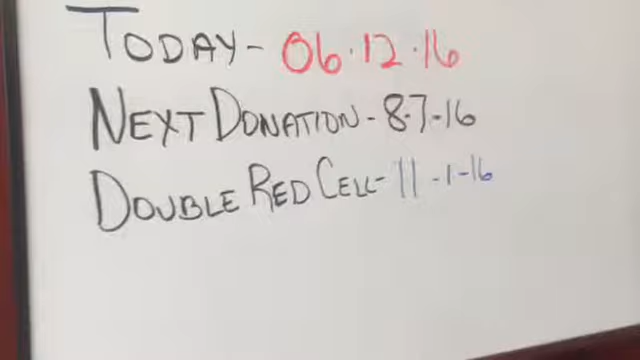 TODAY - 06.12.16
NEXT DONATION - 8-7-16
DOUBLE RED CELL - 11-1-16